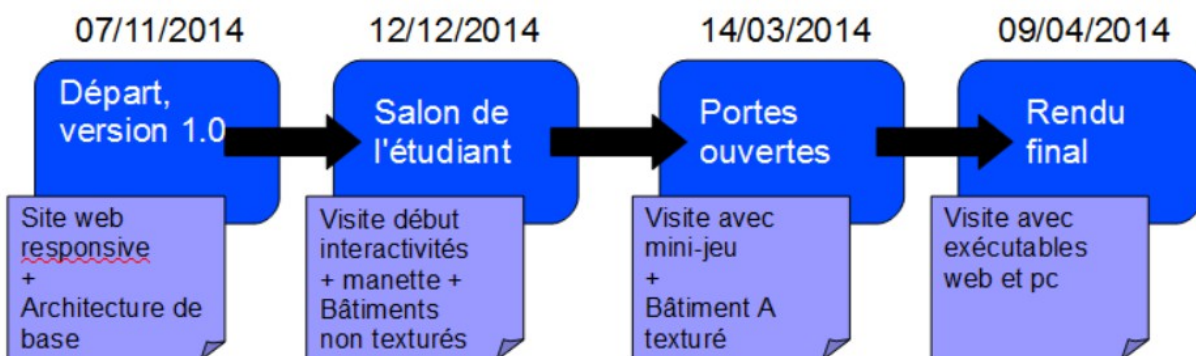 07/11/2014
12/12/2014
14/03/2014
09/04/2014
Départ,
version 1.0
Salon de
l'étudiant
Portes
ouvertes
Rendu
final
Site web
responsive
+
Architecture de
base
Visite début
interactivités
+ manette +
Bâtiments
non texturés
Visite avec
mini-jeu
+
Bâtiment A
texturé
Visite avec
exécutables
web et pc